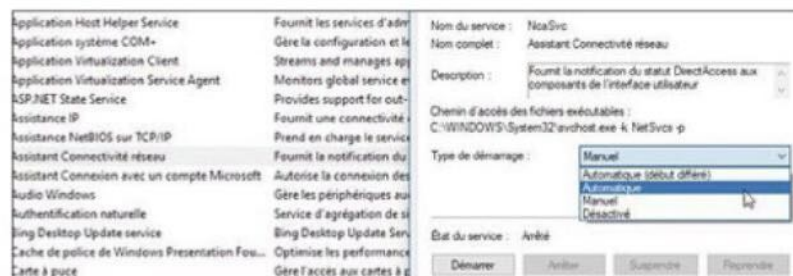 Application Host Helper Service Fournit les services d'adm
Application système COM+ Gère la configuration et le
Application Virtualization Client Streams and manages app
Application Virtualization Service Agent Monitors global service e
ASP.NET State Service Provides support for out-
Assistance IP Fournit une connectivité
Assistance NetBIOS sur TCP/IP Prend en charge le service
Assistant Connectivité réseau Fournit la notification du
Assistant Connexion avec un compte Microsoft Autorise la connexion des
Audio Windows Gère les périphériques au
Authentification naturelle Service d'agrégation de si
Bing Desktop Update service Bing Desktop Update Serv
Cache de police de Windows Presentation Fou... Optimise les performance
Carte à puce Gère l'accès aux cartes à p
Nom du service : NcaSvc
Nom complet : Assistant Connectivité réseau
Description : Fournit la notification du statut DirectAccess aux
composants de l'interface utilisateur
Chemin d'accès des fichiers exécutables :
C:\WINDOWS\System32\svchost.exe -k NetSvcs -p
Type de démarrage : Manuel
Automatique (début différé)
Automatique
Manuel
Désactivé
État du service : Arrêté
Démarrer Arrêter Suspendre Reprendre